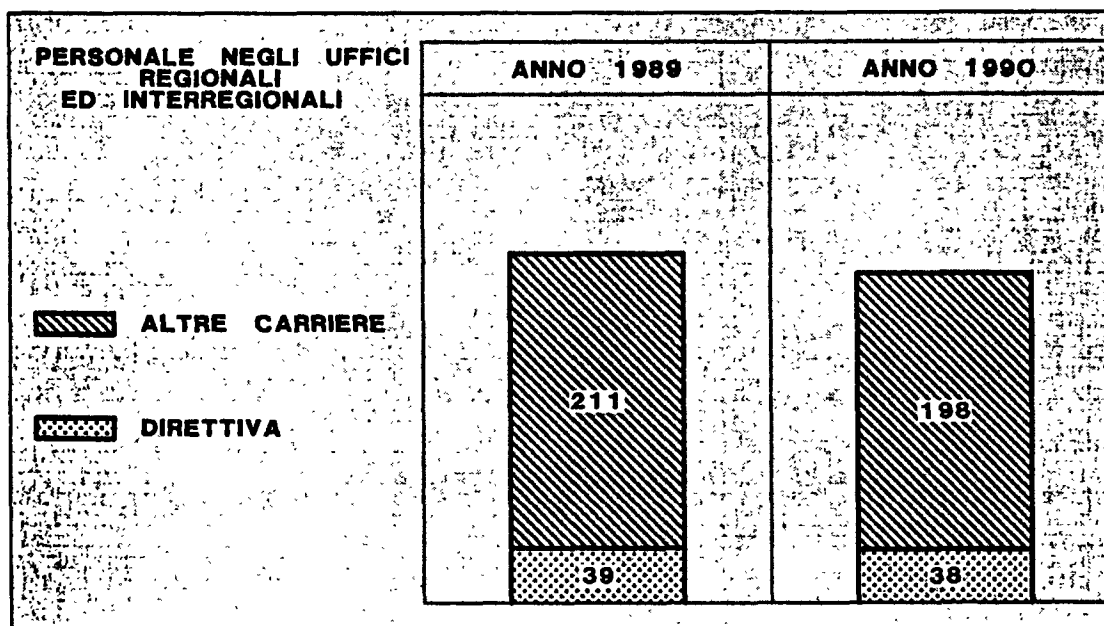 PERSONALE NEGLI UFFICI
REGIONALI
ED INTERREGIONALI
ANNO 1989
ANNO 1990
ALTRE CARRIERE
DIRETTIVA
211
198
39
38